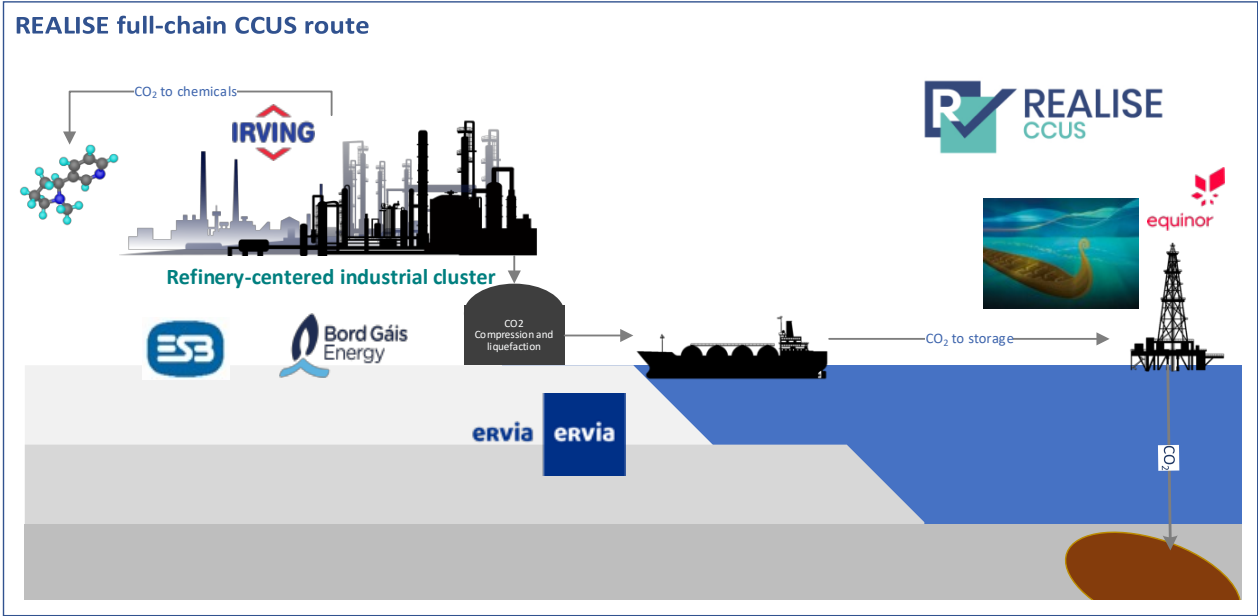 REALISE full-chain CCUS route
CO₂ to chemicals
IRVING
R
REALISE
CCUS
equinor
Refinery-centered industrial cluster
ESB
Bord Gáis
Energy
CO2
Compression and
liquefaction
CO₂ to storage
ervia
ervia
CO₂